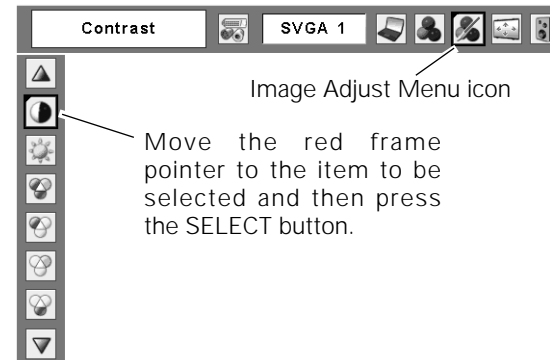 Contrast SVGA 1
Image Adjust Menu icon
Move the red frame
pointer to the item to be
selected and then press
the SELECT button.